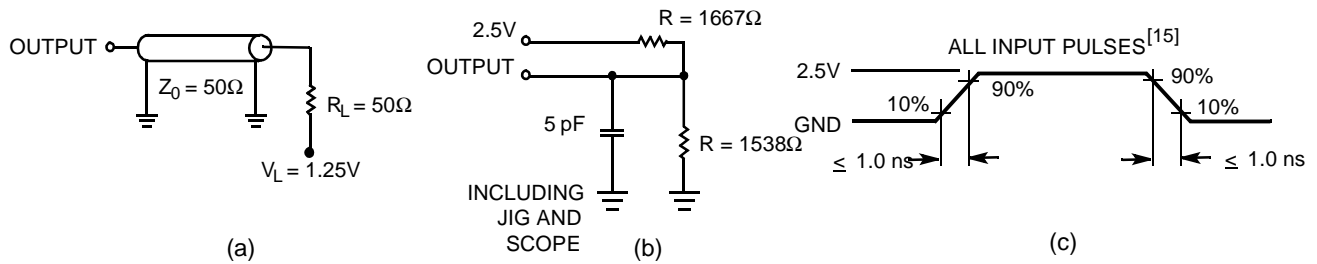 OUTPUT
Z0 = 50Ω
RL = 50Ω
VL = 1.25V
(a)
R = 1667Ω
2.5V
OUTPUT
5 pF
R = 1538Ω
INCLUDING
JIG AND
SCOPE
(b)
ALL INPUT PULSES[15]
2.5V
90%
90%
10%
10%
GND
≤ 1.0 ns
≤ 1.0 ns
(c)